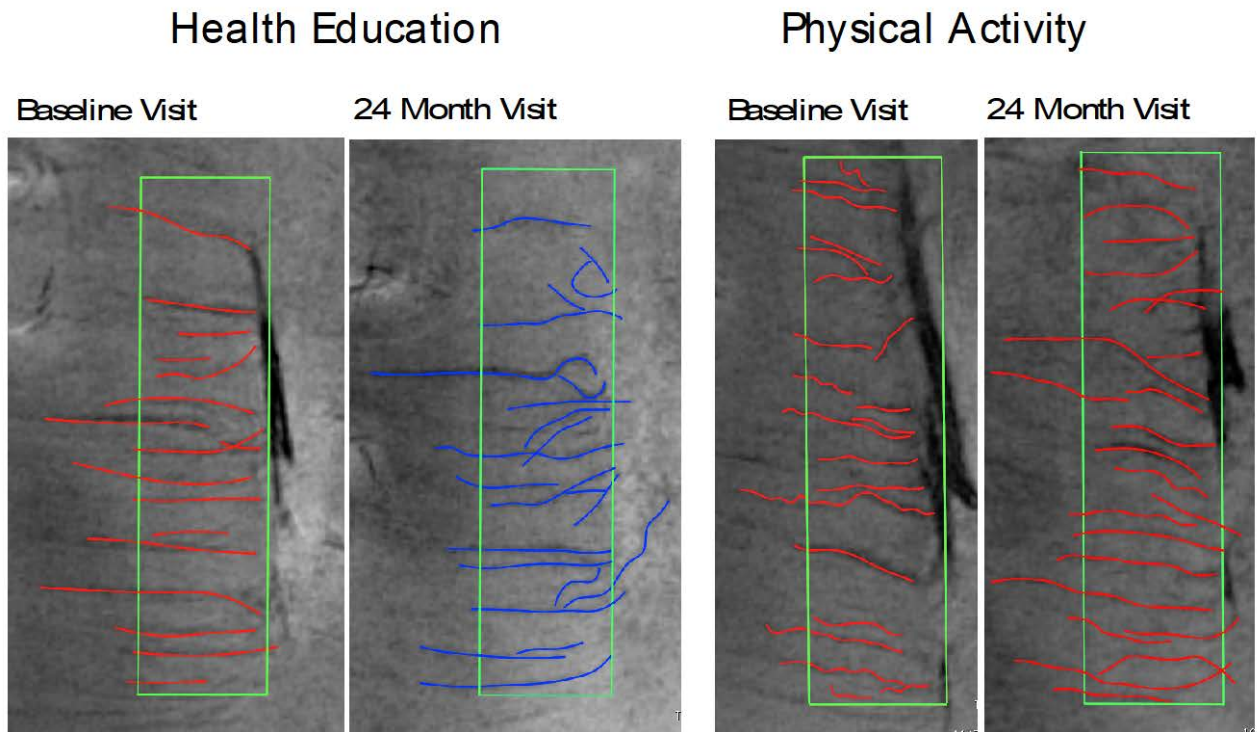 Health Education
Physical Activity
Baseline Visit
24 Month Visit
Baseline Visit
24 Month Visit
T